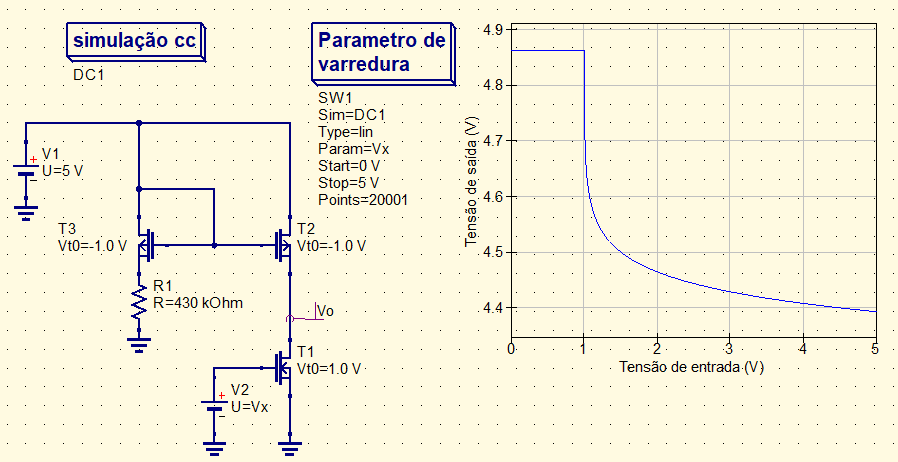 simulação cc
DC1
Parametro de
varredura
SW1
Sim=DC1
Type=lin
Param=Vx
Start=0 V
Stop=5 V
Points=20001
V1
U=5 V
T3
Vt0=-1.0 V
T2
Vt0=-1.0 V
R1
R=430 kOhm
Vo
T1
Vt0=1.0 V
V2
U=Vx
Tensão de saída (V)
4.9
4.8
4.7
4.6
4.5
4.4
0
1
2
3
4
5
Tensão de entrada (V)